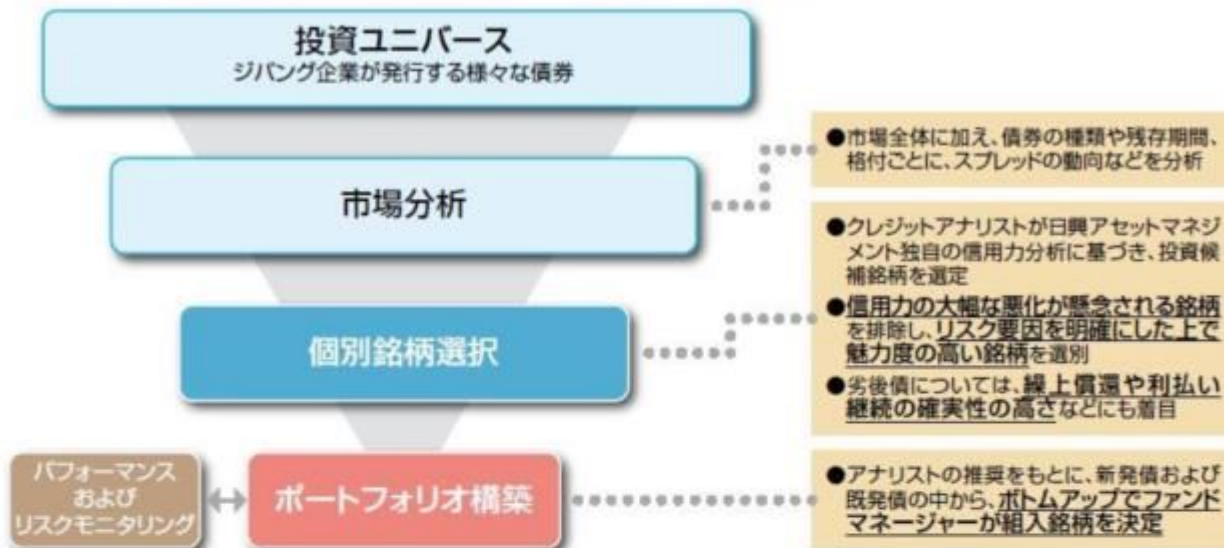 投資ユニバース
ジパング企業が発行する様々な債券
市場分析
●市場全体に加え、債券の種類や残存期間、
格付ごとに、スプレッドの動向などを分析
個別銘柄選択
●クレジットアナリストが日興アセットマネジ
メント独自の信用力分析に基づき、投資候
補銘柄を選定
●信用力の大幅な悪化が懸念される銘柄
を排除し、リスク要因を明確にした上で
魅力度の高い銘柄を選別
●劣後債については、繰上償還や利払い
継続の確実性の高さなどにも着目
パフォーマンス
および
リスクモニタリング
ポートフォリオ構築
●アナリストの推奨をもとに、新発債および
既発債の中から、ボトムアップでファンド
マネージャーが組入銘柄を決定